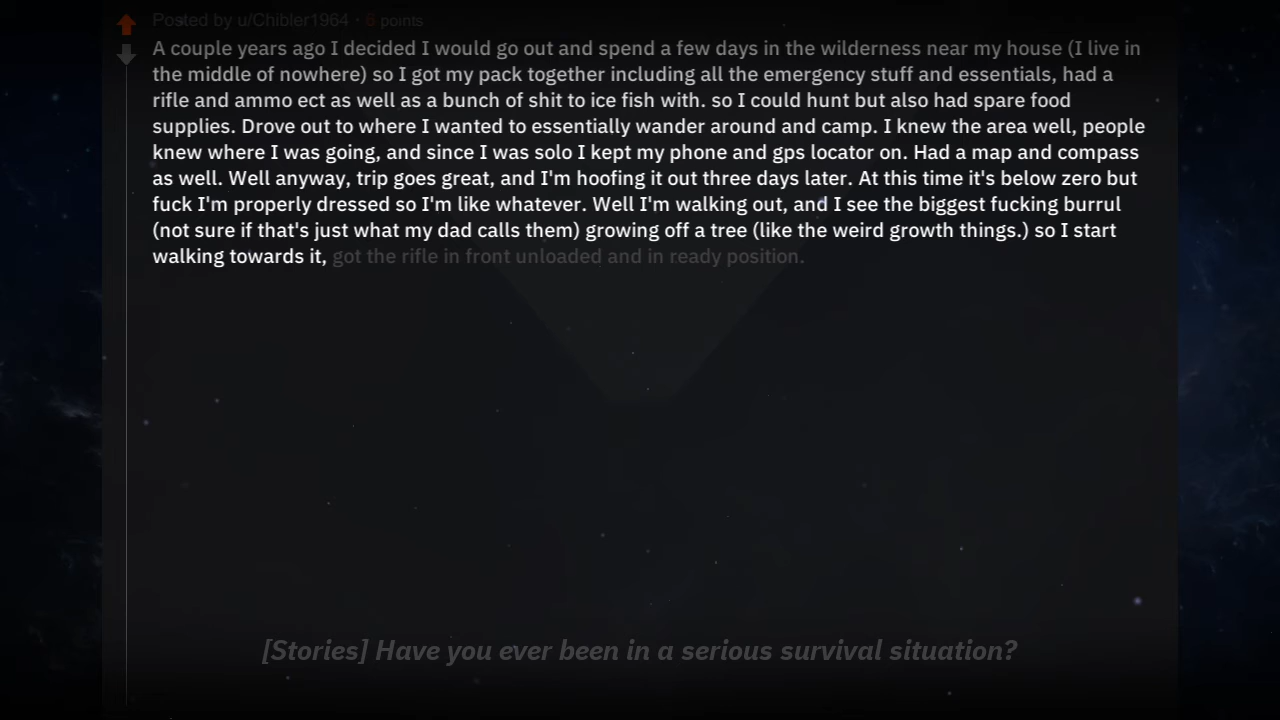 Posted by u/Chibler1964 · 6 points
A couple years ago I decided I would go out and spend a few days in the wilderness near my house (I live in
the middle of nowhere) so I got my pack together including all the emergency stuff and essentials, had a
rifle and ammo ect as well as a bunch of shit to ice fish with. so I could hunt but also had spare food
supplies. Drove out to where I wanted to essentially wander around and camp. I knew the area well, people
knew where I was going, and since I was solo I kept my phone and gps locator on. Had a map and compass
as well. Well anyway, trip goes great, and I'm hoofing it out three days later. At this time it's below zero but
fuck I'm properly dressed so I'm like whatever. Well I'm walking out, and I see the biggest fucking burrul
(not sure if that's just what my dad calls them) growing off a tree (like the weird growth things.) so I start
walking towards it, got the rifle in front unloaded and in ready position.
[Stories] Have you ever been in a serious survival situation?